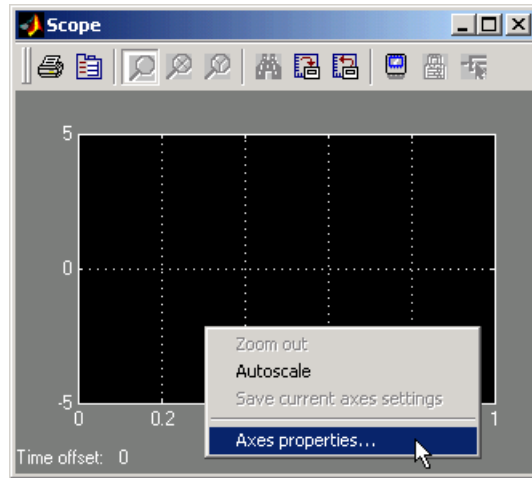 Scope
5
0
-5
0
0.2
1
Zoom out
Autoscale
Save current axes settings
Axes properties...
Time offset: 0